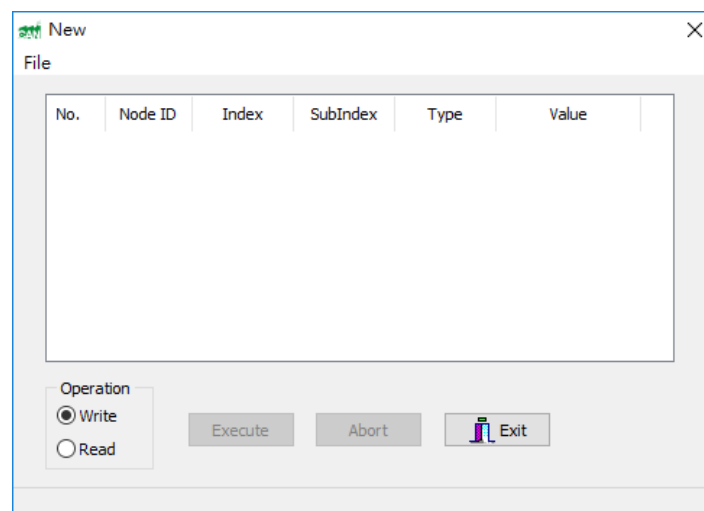 New
File
No. Node ID Index SubIndex Type Value
Operation
Write
Read
Execute Abort Exit